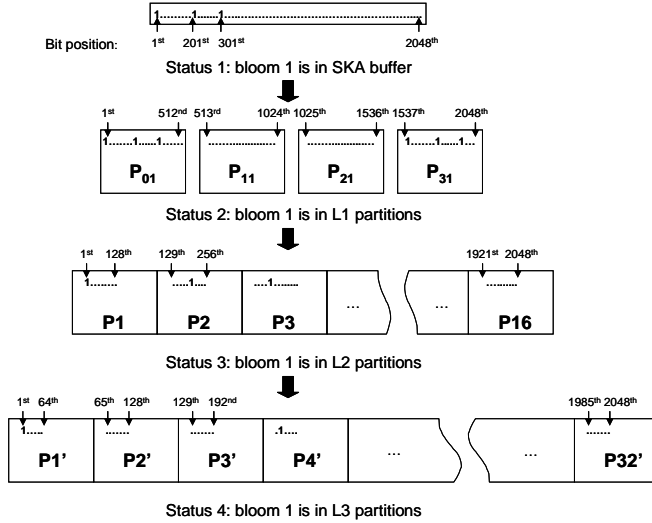 1..........1......1..................................................
Bit position: 1st 201st 301st 2048th
Status 1: bloom 1 is in SKA buffer
1st 512nd 513rd 1024th 1025th 1536th 1537th 2048th
1.......1......1..... ....................... ...................... 1.......1......1....
P01 P11 P21 P31
Status 2: bloom 1 is in L1 partitions
1st 128th 129th 256th 1921st 2048th
1........ .....1.... ....1........ .........
P1 P2 P3 ... ... P16
Status 3: bloom 1 is in L2 partitions
1st 64th 65th 128th 129th 192nd 1985th 2048th
1..... ....... ....... .1.... .......
P1' P2' P3' P4' ... ... P32'
Status 4: bloom 1 is in L3 partitions